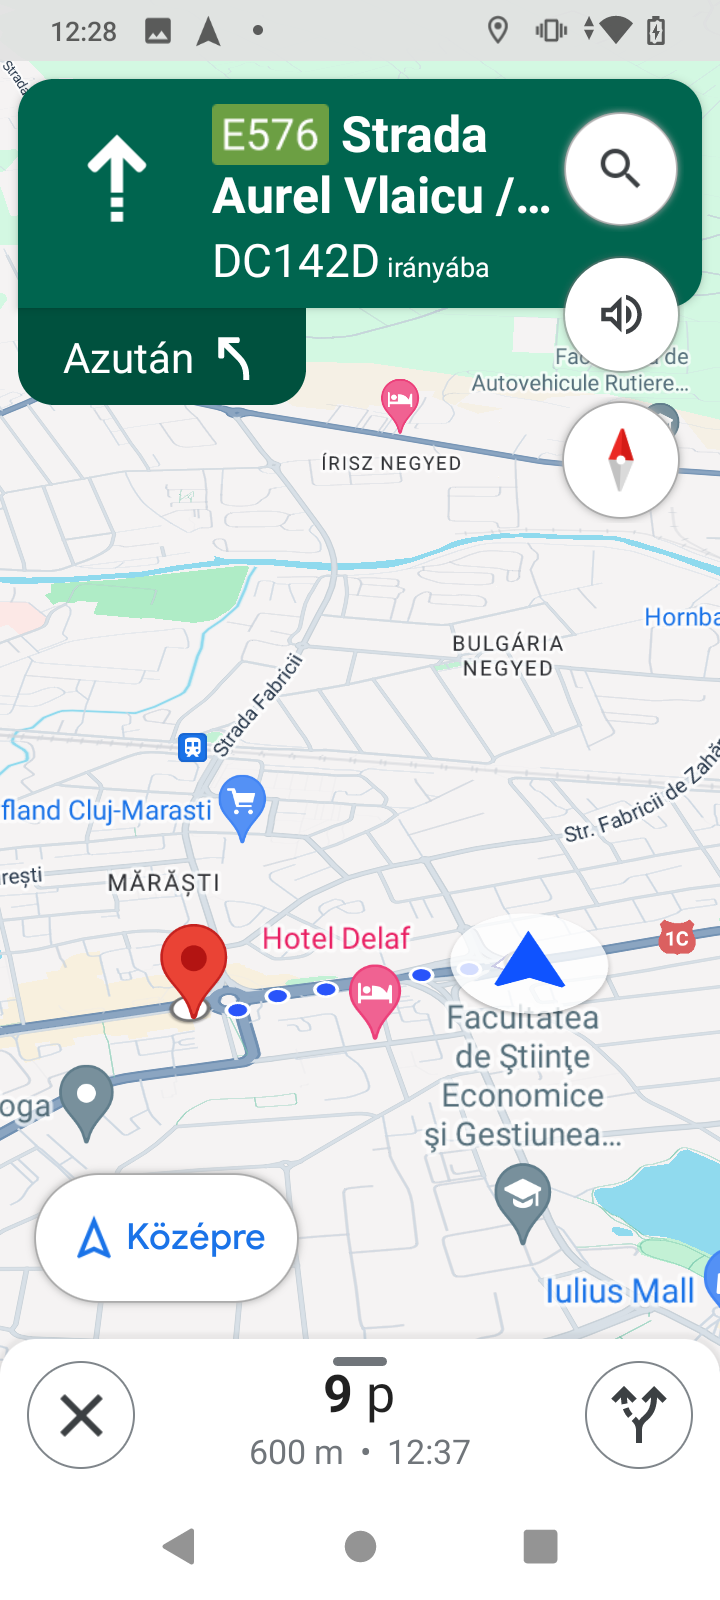 12:28
Strada
E576 Strada
Aurel Vlaicu /...
DC142D irányába
Azután
de
Autovehicule Rutiere...
ÍRISZ NEGYED
Hornba
BULGÁRIA
NEGYED
Strada Fabricii
Str. Fabricii de Zahă
fland Cluj-Marasti
rești
MĂRĂȘTI
Hotel Delaf
1C
Facultatea
de Ştiinţe
Economice
şi Gestiunea...
oga
Középre
Iulius Mall
9 p
600 m • 12:37